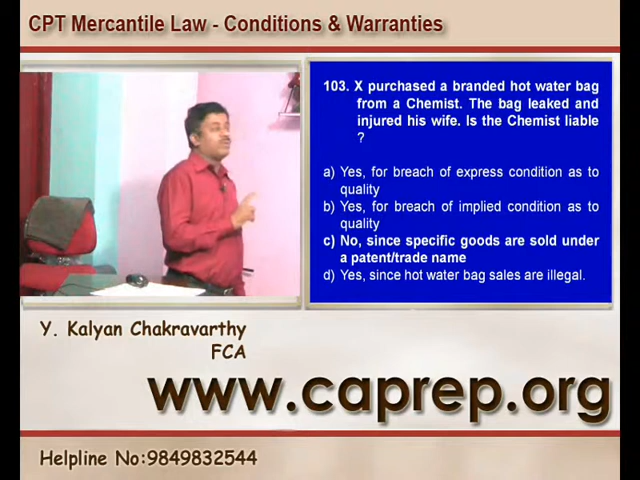 CPT Mercantile Law - Conditions & Warranties
103. X purchased a branded hot water bag
from a Chemist. The bag leaked and
injured his wife. Is the Chemist liable
?
a) Yes, for breach of express condition as to
quality
b) Yes, for breach of implied condition as to
quality
c) No, since specific goods are sold under
a patent/trade name
d) Yes, since hot water bag sales are illegal.
Y. Kalyan Chakravarthy
FCA
www.caprep.org
Helpline No:9849832544